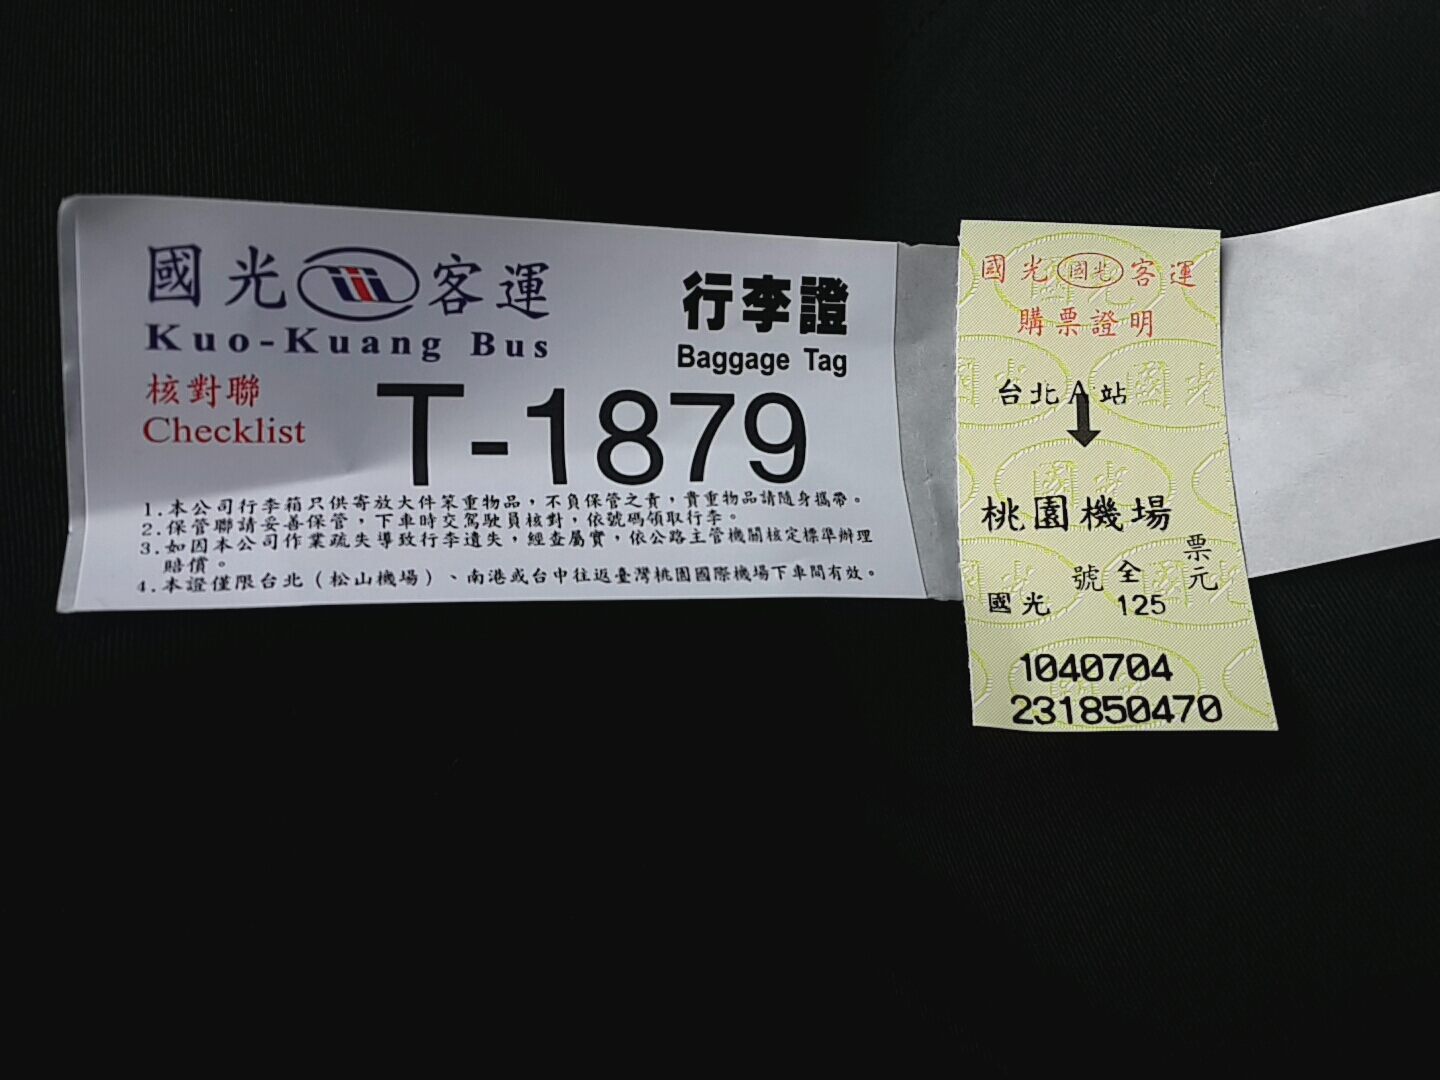 國光客運
Kuo-Kuang Bus
行李證
Baggage Tag
核對聯
Checklist
T-1879
1.本公司行李箱只供寄放大件笨重物品，不負保管之責，貴重物品請隨身攜帶。
2.保管聯請妥善保管，下車時交駕駛員核對，依號碼領取行李。
3.如因本公司作業疏失導致行李遺失，經查屬實，依公路主管機關核定標準辦理
賠償。
4.本證僅限台北（松山機場）、南港或台中往返臺灣桃園國際機場下車間有效。
國光 國光 客運
購票證明
台北A站
桃園機場
號 全 票
國光 125 元
1040704
231850470